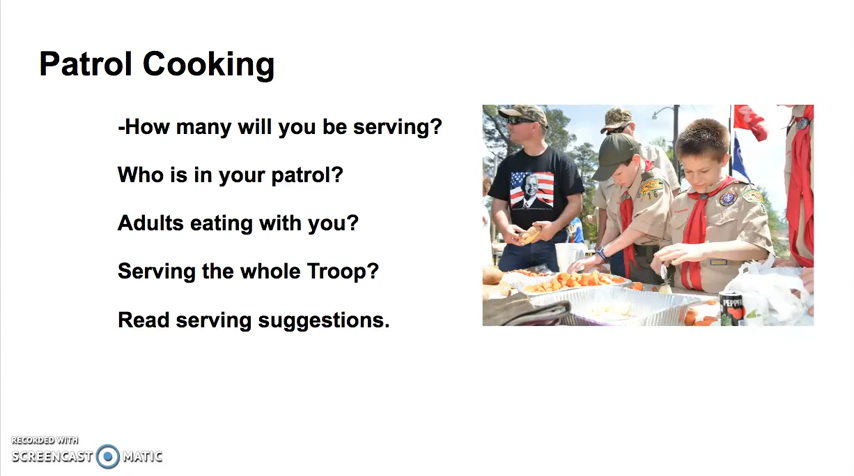 Patrol Cooking
-How many will you be serving?
Who is in your patrol?
Adults eating with you?
Serving the whole Troop?
Read serving suggestions.
PEPPER
RECORDED WITH
SCREENCAST MATIC